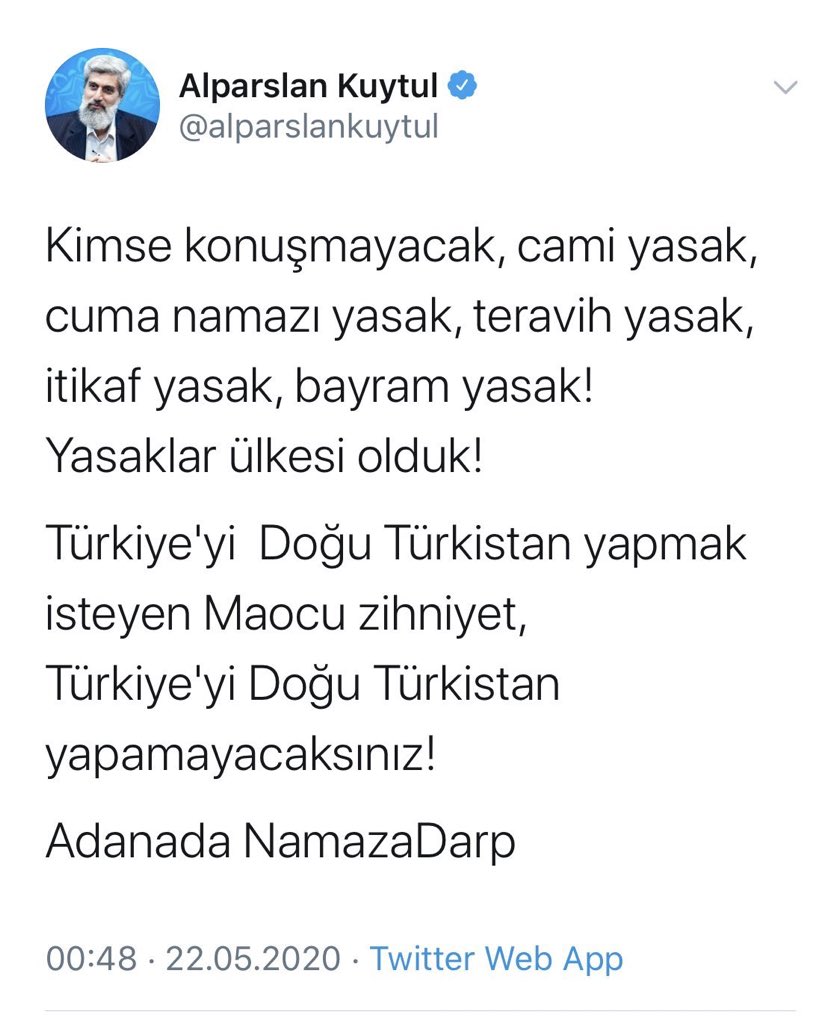 Alparslan Kuytul
@alparslankuytul
Kimse konuşmayacak, cami yasak,
cuma namazı yasak, teravih yasak,
itikaf yasak, bayram yasak!
Yasaklar ülkesi olduk!
Türkiye'yi  Doğu Türkistan yapmak
isteyen Maocu zihniyet,
Türkiye'yi Doğu Türkistan
yapamayacaksınız!
Adanada NamazaDarp
00:48 · 22.05.2020 · Twitter Web App